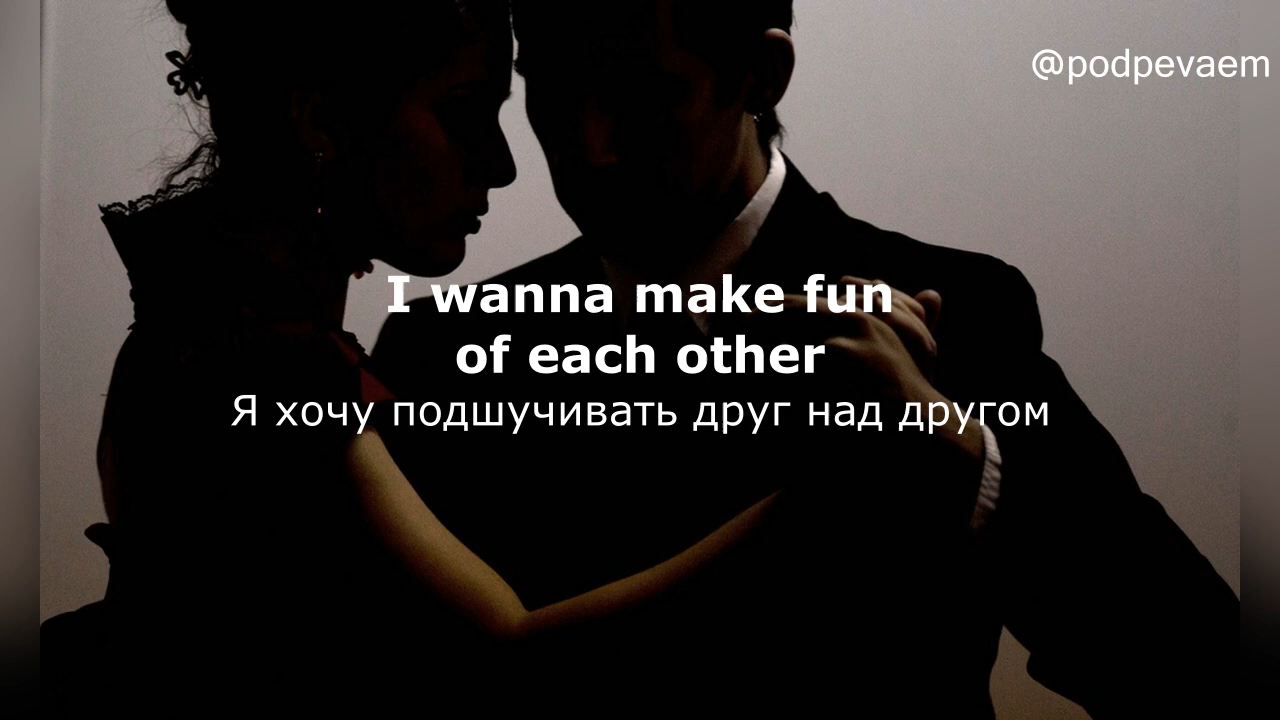 @podpevaem
I wanna make fun
of each other
Я хочу подшучивать друг над другом